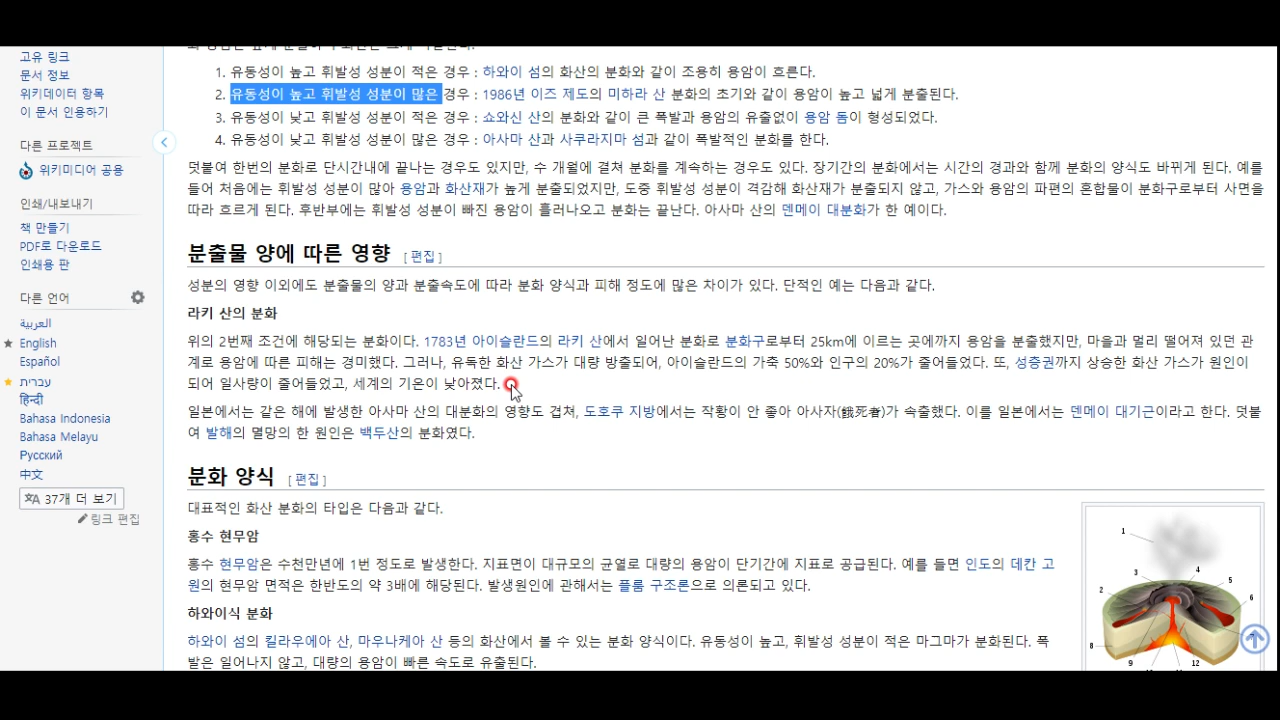 고유 링크
문서 정보
위키데이터 항목
이 문서 인용하기
다른 프로젝트
위키미디어 공용
인쇄/내보내기
책 만들기
PDF로 다운로드
인쇄용 판
다른 언어
العربية
English
Español
עברית
हिन्दी
Bahasa Indonesia
Bahasa Melayu
Русский
中文
37개 더 보기
링크 편집
1. 유동성이 높고 휘발성 성분이 적은 경우 : 하와이 섬의 화산의 분화와 같이 조용히 용암이 흐른다.
2. 유동성이 높고 휘발성 성분이 많은 경우 : 1986년 이즈 제도의 미하라 산 분화의 초기와 같이 용암이 높고 넓게 분출된다.
3. 유동성이 낮고 휘발성 성분이 적은 경우 : 쇼와신 산의 분화와 같이 큰 폭발과 용암의 유출없이 용암 돔이 형성되었다.
4. 유동성이 낮고 휘발성 성분이 많은 경우 : 아사마 산과 사쿠라지마 섬과 같이 폭발적인 분화를 한다.
덧붙여 한번의 분화로 단시간내에 끝나는 경우도 있지만, 수 개월에 결쳐 분화를 계속하는 경우도 있다. 장기간의 분화에서는 시간의 경과와 함께 분화의 양식도 바뀌게 된다. 예를
들어 처음에는 휘발성 성분이 많아 용암과 화산재가 높게 분출되었지만, 도중 휘발성 성분이 격감해 화산재가 분출되지 않고, 가스와 용암의 파편의 혼합물이 분화구로부터 사면을
따라 흐르게 된다. 후반부에는 휘발성 성분이 빠진 용암이 흘러나오고 분화는 끝난다. 아사마 산의 덴메이 대분화가 한 예이다.
분출물 양에 따른 영향 [ 편집 ]
성분의 영향 이외에도 분출물의 양과 분출속도에 따라 분화 양식과 피해 정도에 많은 차이가 있다. 단적인 예는 다음과 같다.
라키 산의 분화
위의 2번째 조건에 해당되는 분화이다. 1783년 아이슬란드의 라키 산에서 일어난 분화로 분화구로부터 25km에 이르는 곳에까지 용암을 분출했지만, 마을과 멀리 떨어져 있던 관
계로 용암에 따른 피해는 경미했다. 그러나, 유독한 화산 가스가 대량 방출되어, 아이슬란드의 가축 50%와 인구의 20%가 줄어들었다. 또, 성층권까지 상승한 화산 가스가 원인이
되어 일사량이 줄어들었고, 세계의 기온이 낮아졌다.
일본에서는 같은 해에 발생한 아사마 산의 대분화의 영향도 겹쳐, 도호쿠 지방에서는 작황이 안 좋아 아사자(餓死者)가 속출했다. 이를 일본에서는 덴메이 대기근이라고 한다. 덧붙
여 발해의 멸망의 한 원인은 백두산의 분화였다.
분화 양식 [ 편집 ]
대표적인 화산 분화의 타입은 다음과 같다.
홍수 현무암
홍수 현무암은 수천만년에 1번 정도로 발생한다. 지표면이 대규모의 균열로 대량의 용암이 단기간에 지표로 공급된다. 예를 들면 인도의 데칸 고
원의 현무암 면적은 한반도의 약 3배에 해당된다. 발생원인에 관해서는 플룸 구조론으로 의론되고 있다.
하와이식 분화
하와이 섬의 킬라우에아 산, 마우나케아 산 등의 화산에서 볼 수 있는 분화 양식이다. 유동성이 높고, 휘발성 성분이 적은 마그마가 분화된다. 폭
발은 일어나지 않고, 대량의 용암이 빠른 속도로 유출된다.
1
2
3
4
5
6
8
9
12